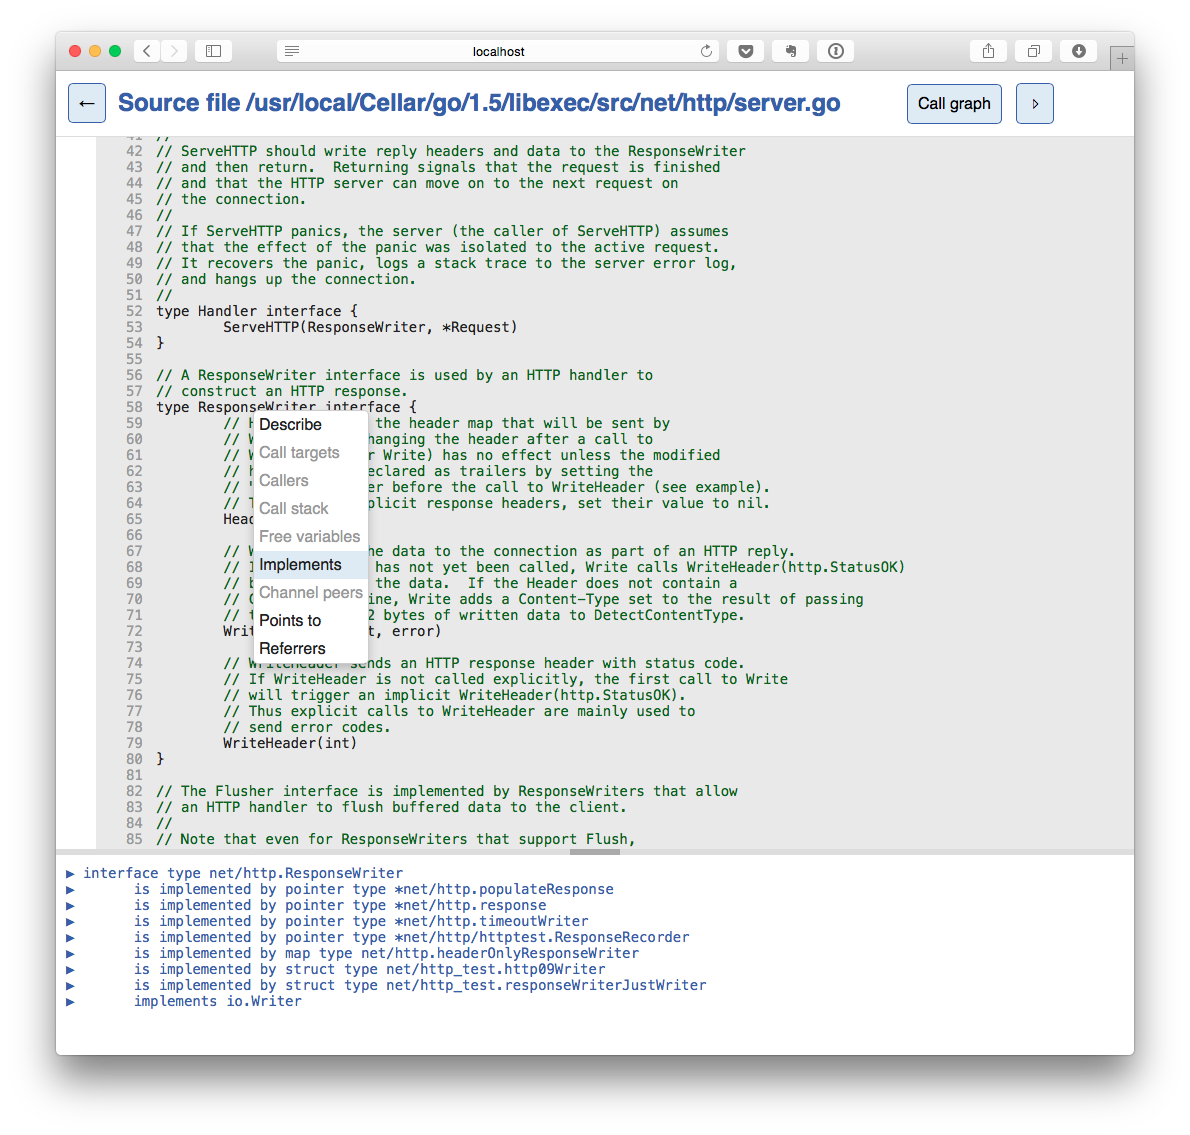 localhost
Source file /usr/local/Cellar/go/1.5/libexec/src/net/http/server.go
Call graph
41 //
42 // ServeHTTP should write reply headers and data to the ResponseWriter
43 // and then return.  Returning signals that the request is finished
44 // and that the HTTP server can move on to the next request on
45 // the connection.
46 //
47 // If ServeHTTP panics, the server (the caller of ServeHTTP) assumes
48 // that the effect of the panic was isolated to the active request.
49 // It recovers the panic, logs a stack trace to the server error log,
50 // and hangs up the connection.
51 //
52 type Handler interface {
53         ServeHTTP(ResponseWriter, *Request)
54 }
55
56 // A ResponseWriter interface is used by an HTTP handler to
57 // construct an HTTP response.
58 type ResponseWriter interface {
59         // the header map that will be sent by
60         // hanging the header after a call to
61         // r Write) has no effect unless the modified
62         // eclared as trailers by setting the
63         // er before the call to WriteHeader (see example).
64         // plicit response headers, set their value to nil.
65         Head
66
67         // he data to the connection as part of an HTTP reply.
68         // has not yet been called, Write calls WriteHeader(http.StatusOK)
69         // the data.  If the Header does not contain a
70         // ine, Write adds a Content-Type set to the result of passing
71         // 2 bytes of written data to DetectContentType.
72         Writ t, error)
73
74         // WriteHeader sends an HTTP response header with status code.
75         // If WriteHeader is not called explicitly, the first call to Write
76         // will trigger an implicit WriteHeader(http.StatusOK).
77         // Thus explicit calls to WriteHeader are mainly used to
78         // send error codes.
79         WriteHeader(int)
80 }
81
82 // The Flusher interface is implemented by ResponseWriters that allow
83 // an HTTP handler to flush buffered data to the client.
84 //
85 // Note that even for ResponseWriters that support Flush,
Describe
Call targets
Callers
Call stack
Free variables
Implements
Channel peers
Points to
Referrers
▶ interface type net/http.ResponseWriter
▶       is implemented by pointer type *net/http.populateResponse
▶       is implemented by pointer type *net/http.response
▶       is implemented by pointer type *net/http.timeoutWriter
▶       is implemented by pointer type *net/http/httptest.ResponseRecorder
▶       is implemented by map type net/http.headerOnlyResponseWriter
▶       is implemented by struct type net/http_test.http09Writer
▶       is implemented by struct type net/http_test.responseWriterJustWriter
▶       implements io.Writer